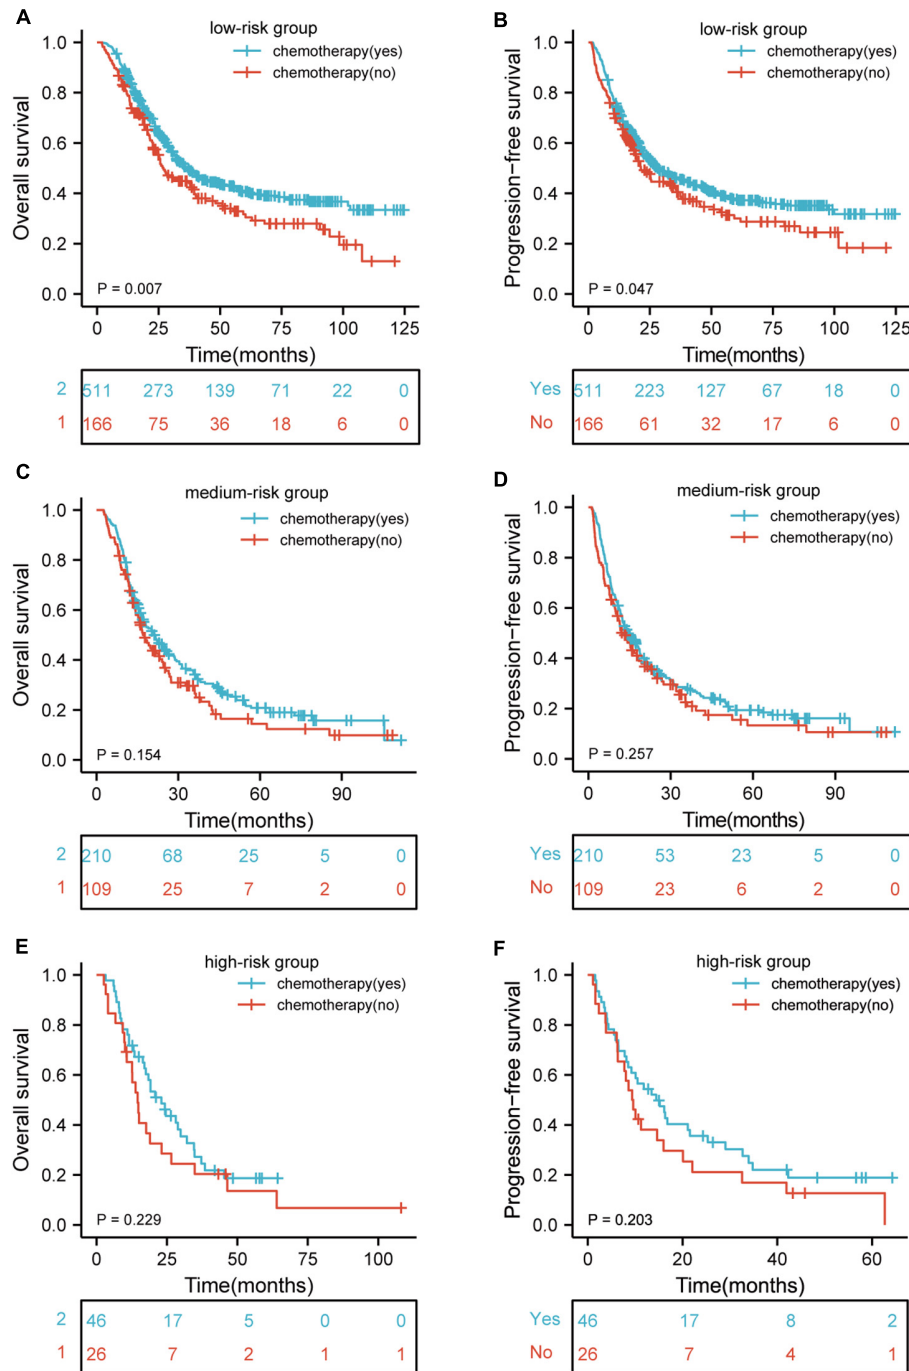 A
low-risk group
chemotherapy(yes)
chemotherapy(no)
Overall survival
1.0
0.8
0.6
0.4
0.2
0.0
P = 0.007
0 25 50 75 100 125
Time(months)
2 511 273 139 71 22 0
1 166 75 36 18 6 0
B
low-risk group
chemotherapy(yes)
chemotherapy(no)
Progression-free survival
1.0
0.8
0.6
0.4
0.2
0.0
P = 0.047
0 25 50 75 100 125
Time(months)
Yes 511 223 127 67 18 0
No 166 61 32 17 6 0
C
medium-risk group
chemotherapy(yes)
chemotherapy(no)
Overall survival
1.0
0.8
0.6
0.4
0.2
0.0
P = 0.154
0 30 60 90
Time(months)
2 210 68 25 5 0
1 109 25 7 2 0
D
medium-risk group
chemotherapy(yes)
chemotherapy(no)
Progression-free survival
1.0
0.8
0.6
0.4
0.2
0.0
P = 0.257
0 30 60 90
Time(months)
Yes 210 53 23 5 0
No 109 23 6 2 0
E
high-risk group
chemotherapy(yes)
chemotherapy(no)
Overall survival
1.0
0.8
0.6
0.4
0.2
0.0
P = 0.229
0 25 50 75 100
Time(months)
2 46 17 5 0 0
1 26 7 2 1 1
F
high-risk group
chemotherapy(yes)
chemotherapy(no)
Progression-free survival
1.0
0.8
0.6
0.4
0.2
0.0
P = 0.203
0 20 40 60
Time(months)
Yes 46 17 8 2
No 26 7 4 1